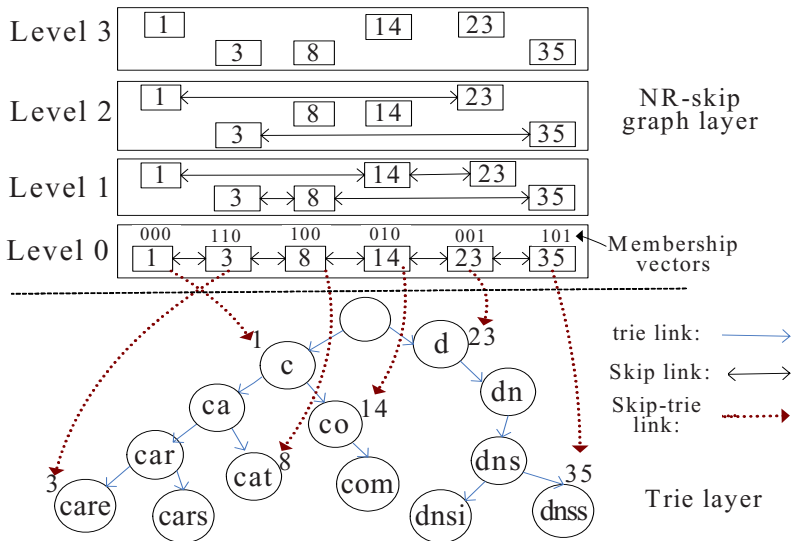 Level 3
1 14 23
3 8 35
Level 2
1 23
8 14
3 35
NR-skip
graph layer
Level 1
1 14 23
3 8 35
000 110 100 010 001 101
Level 0
1 3 8 14 23 35
Membership
vectors
1
c
d
23
trie link:
Skip link:
Skip-trie
link:
ca
co
14
dn
car
cat
8
com
dns
3
care
cars
dnsi
dnss
35
Trie layer